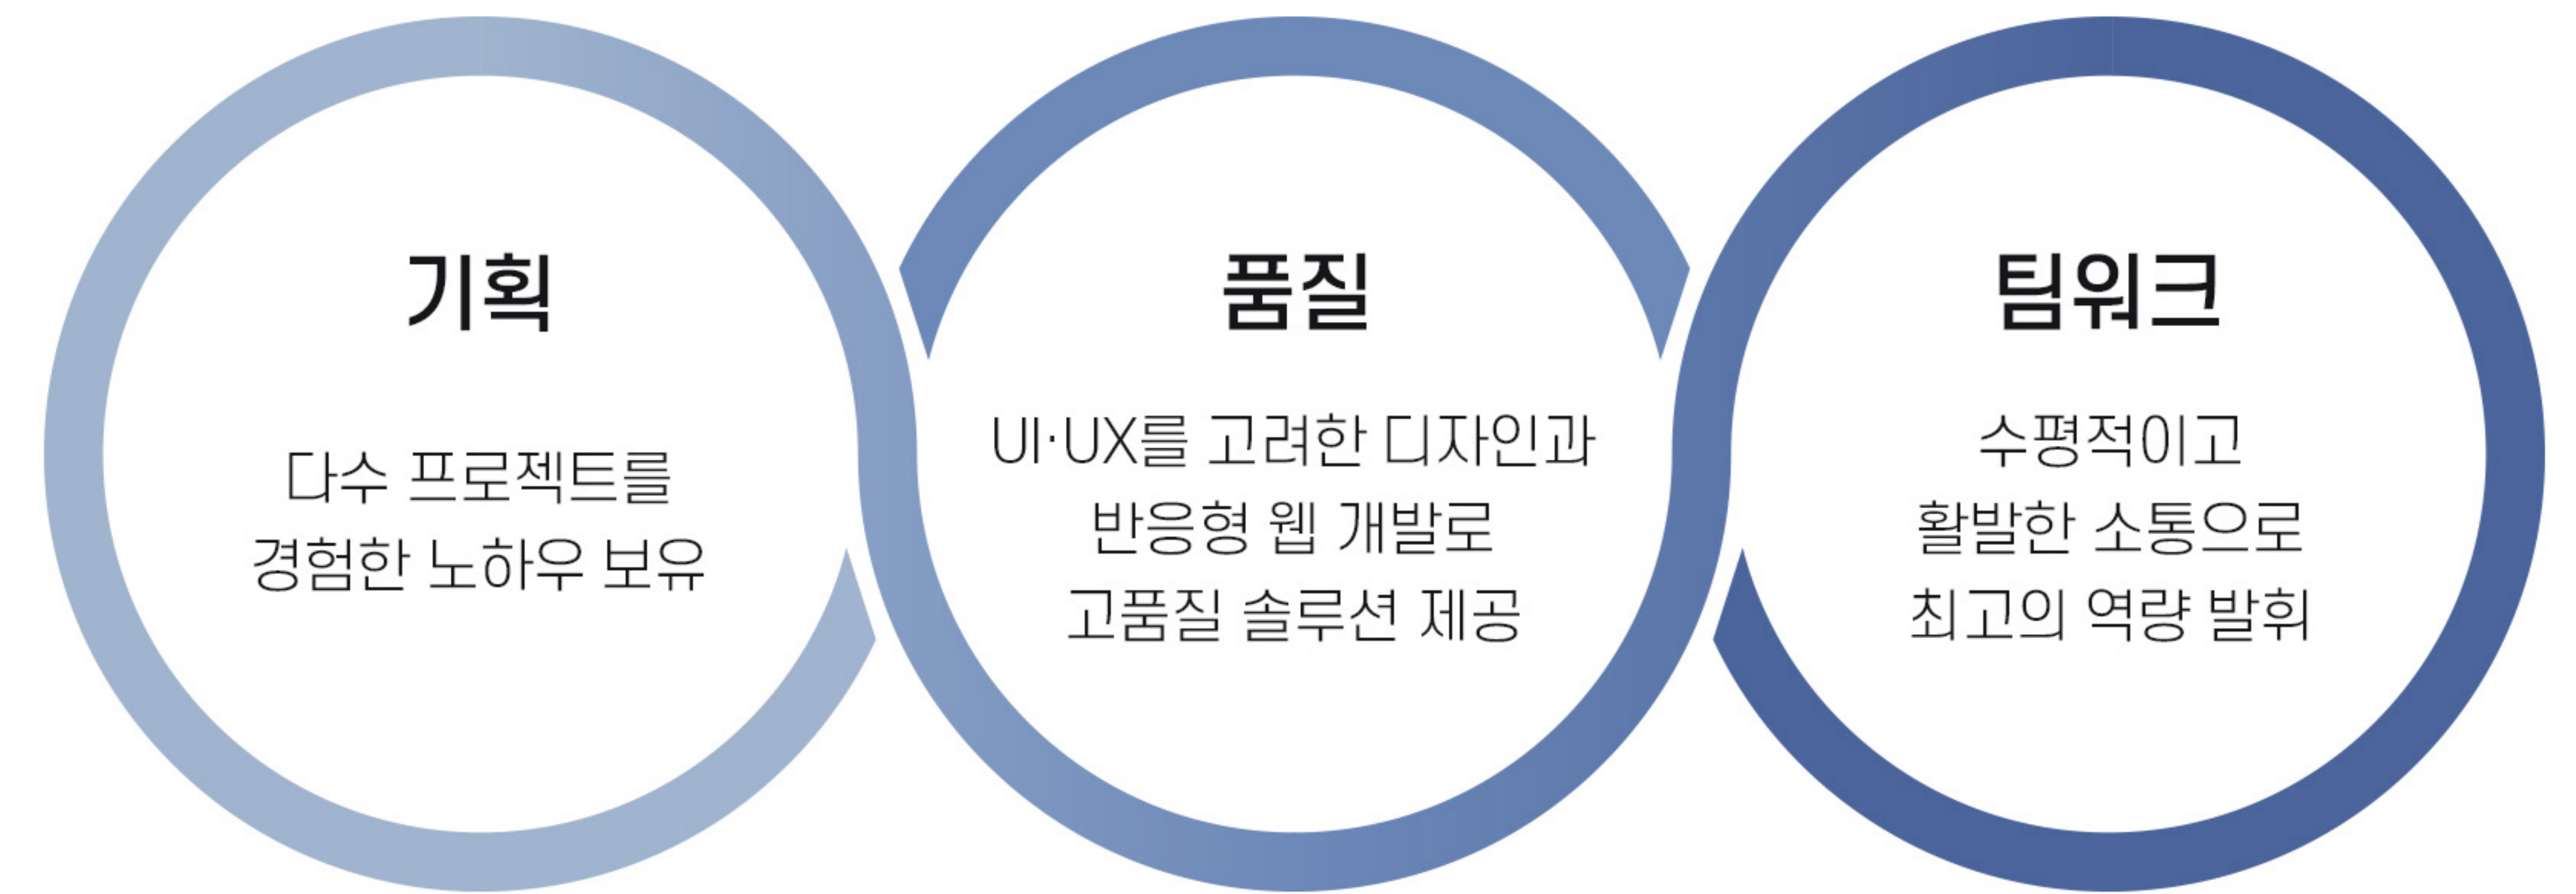 기획
다수 프로젝트를
경험한 노하우 보유
품질
UI·UX를 고려한 디자인과
반응형 웹 개발로
고품질 솔루션 제공
팀워크
수평적이고
활발한 소통으로
최고의 역량 발휘